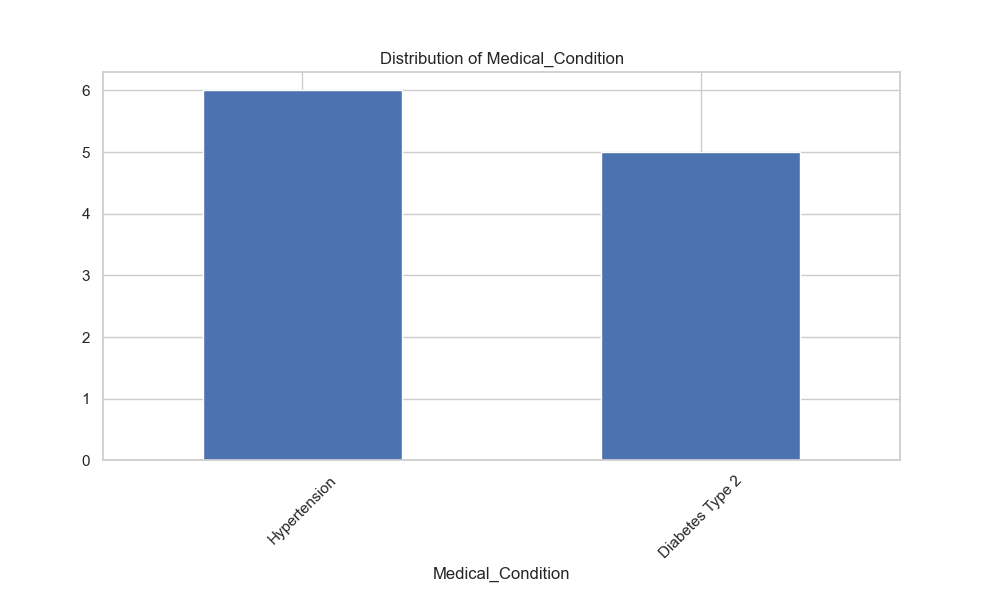 Distribution of Medical_Condition
6
5
4
3
2
1
0
Hypertension
Diabetes Type 2
Medical_Condition